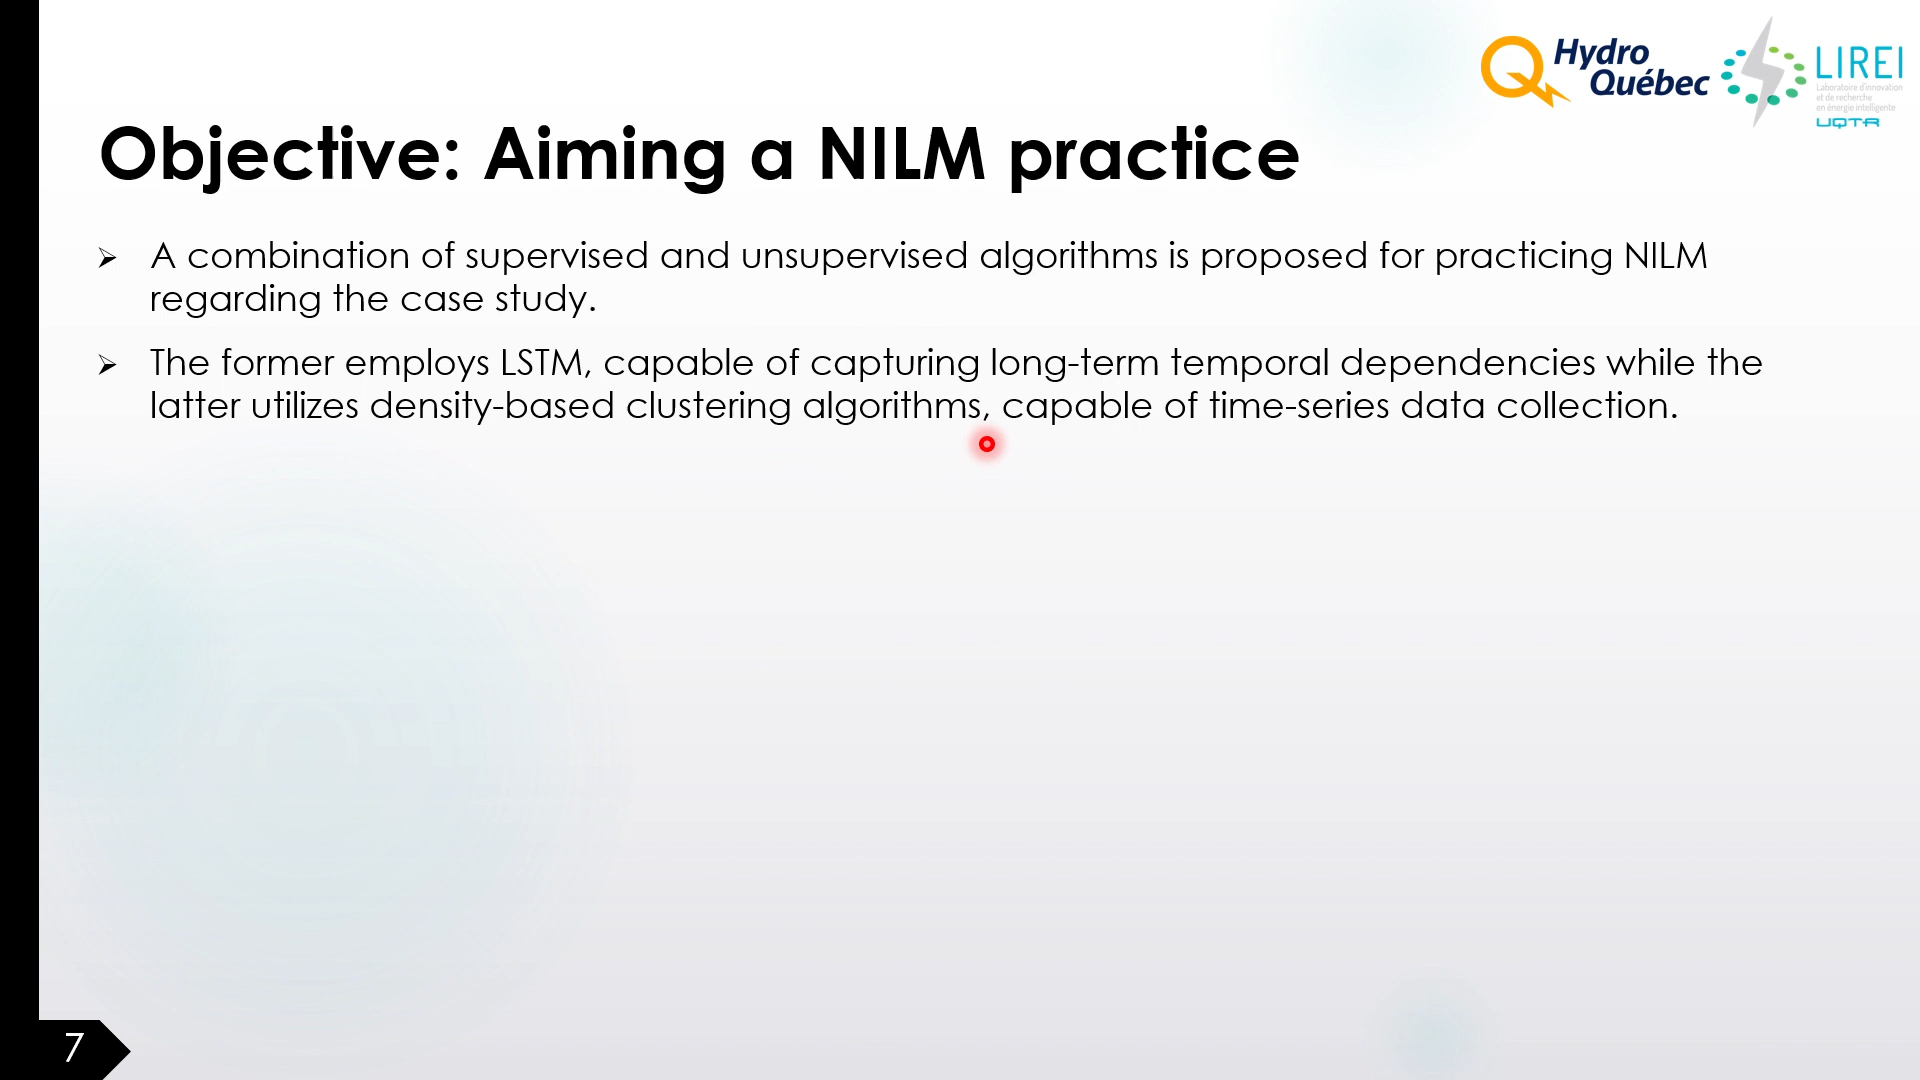 Hydro
Québec
LIREI
Laboratoire d'innovation
et de recherche
en énergie intelligente
UQTR
Objective: Aiming a NILM practice
A combination of supervised and unsupervised algorithms is proposed for practicing NILM
regarding the case study.
The former employs LSTM, capable of capturing long-term temporal dependencies while the
latter utilizes density-based clustering algorithms, capable of time-series data collection.
7